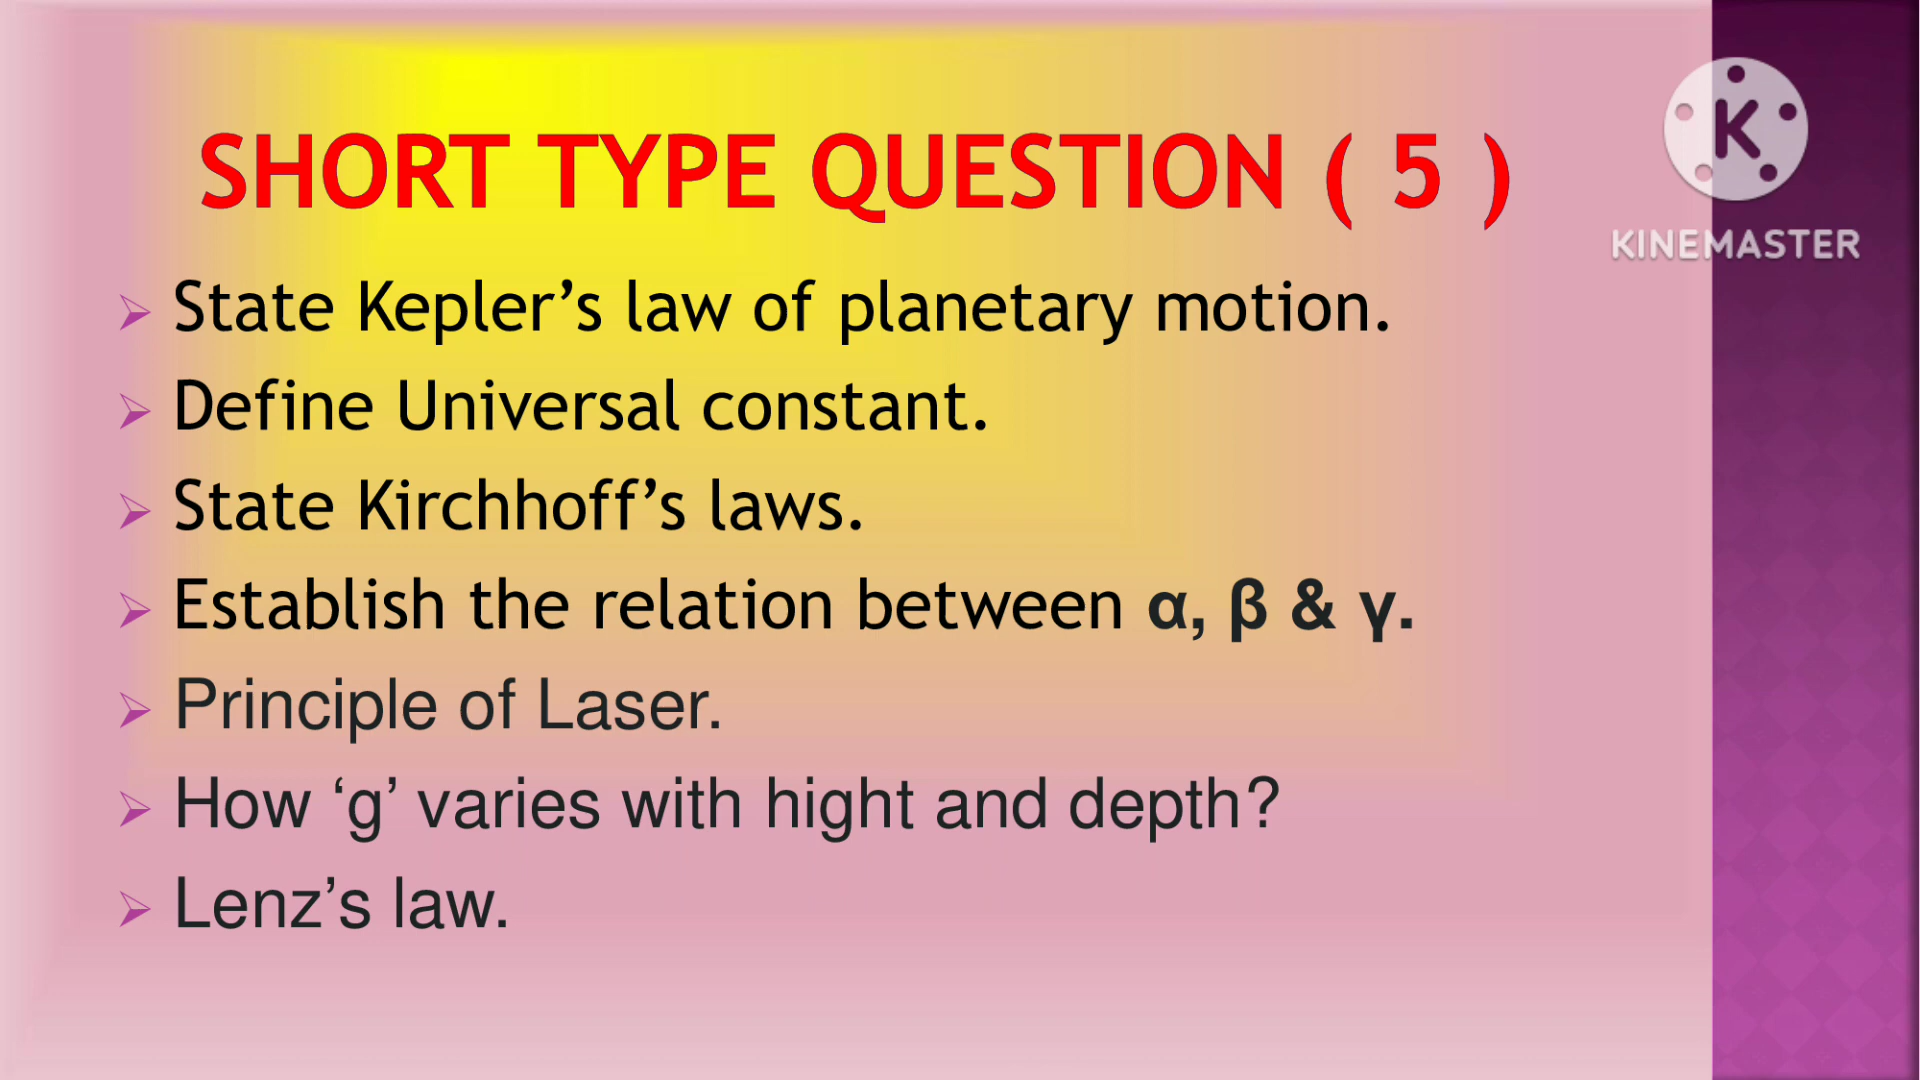 SHORT TYPE QUESTION ( 5 )
K
KINEMASTER
State Kepler’s law of planetary motion.
Define Universal constant.
State Kirchhoff’s laws.
Establish the relation between α, β & γ.
Principle of Laser.
How ‘g’ varies with hight and depth?
Lenz’s law.